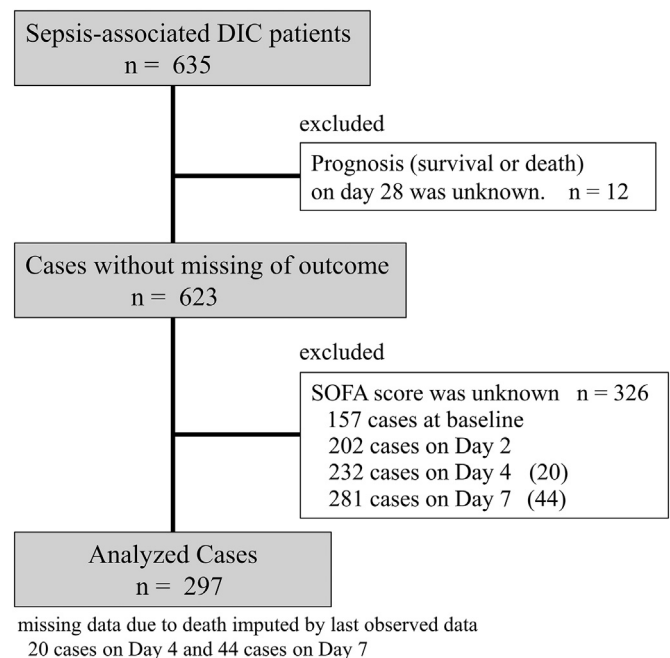 Sepsis-associated DIC patients
n = 635
excluded
Prognosis (survival or death)
on day 28 was unknown. n = 12
Cases without missing of outcome
n = 623
excluded
SOFA score was unknown n = 326
157 cases at baseline
202 cases on Day 2
232 cases on Day 4 (20)
281 cases on Day 7 (44)
Analyzed Cases
n = 297
missing data due to death imputed by last observed data
20 cases on Day 4 and 44 cases on Day 7